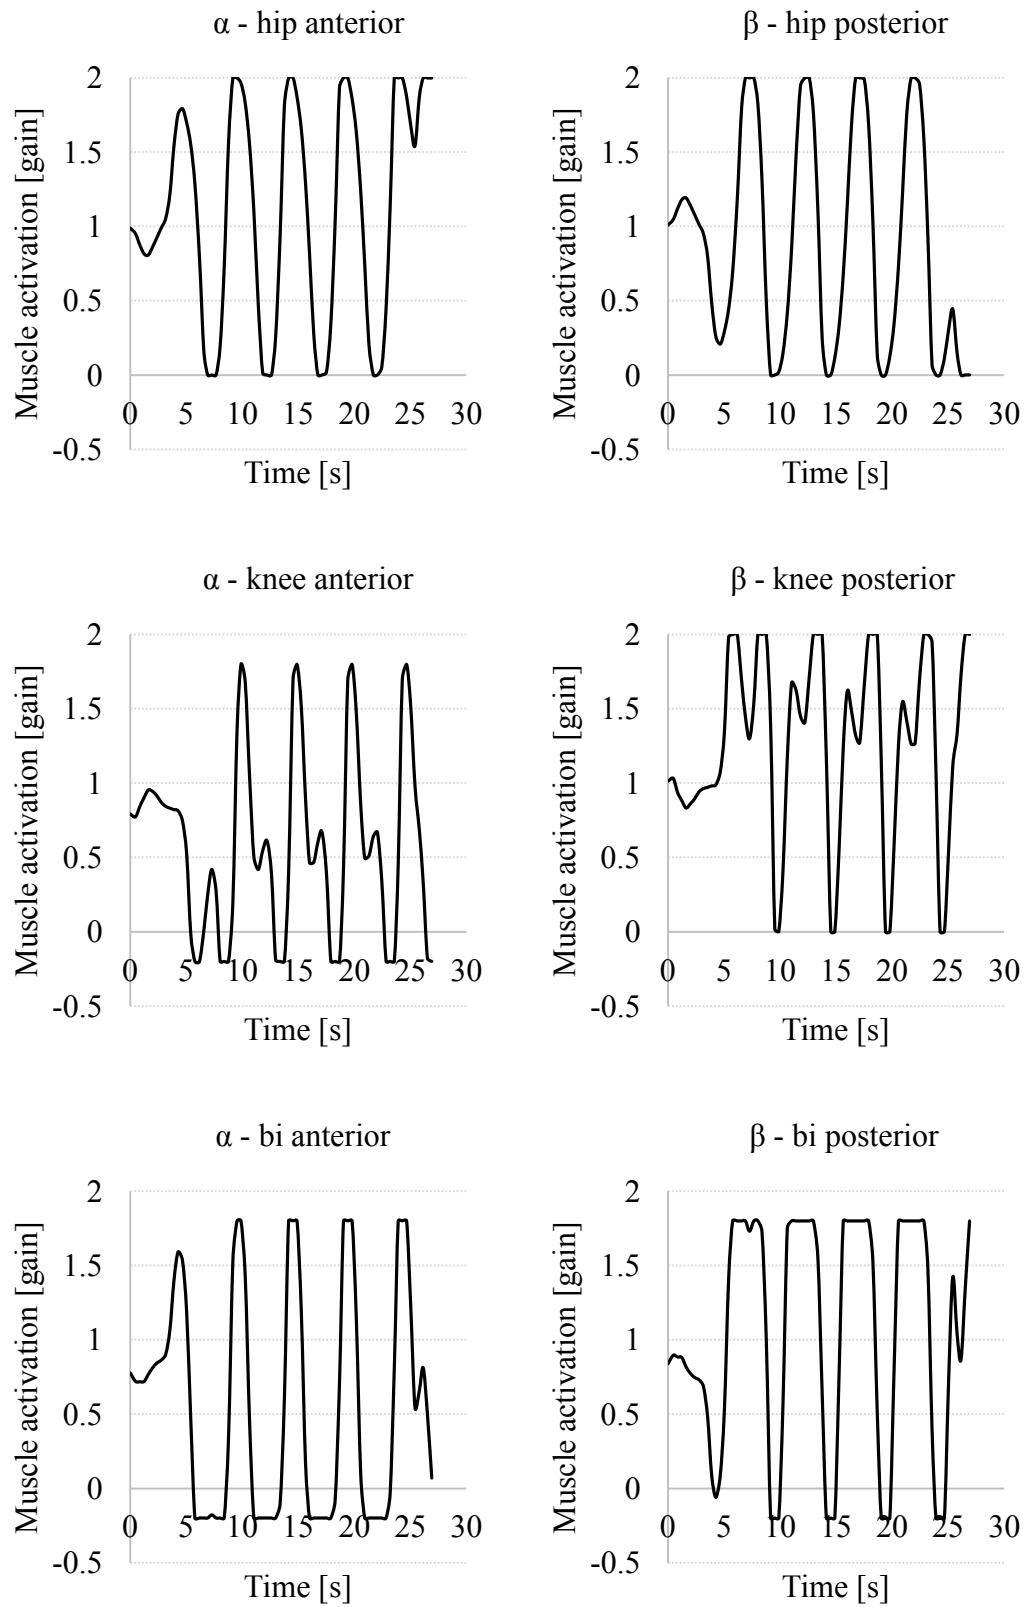 α - hip anterior
Muscle activation [gain]
2
1.5
1
0.5
0
-0.5
0 5 10 15 20 25 30
Time [s]
β - hip posterior
Muscle activation [gain]
2
1.5
1
0.5
0
-0.5
0 5 10 15 20 25 30
Time [s]
α - knee anterior
Muscle activation [gain]
2
1.5
1
0.5
0
-0.5
0 5 10 15 20 25 30
Time [s]
β - knee posterior
Muscle activation [gain]
2
1.5
1
0.5
0
-0.5
0 5 10 15 20 25 30
Time [s]
α - bi anterior
Muscle activation [gain]
2
1.5
1
0.5
0
-0.5
0 5 10 15 20 25 30
Time [s]
β - bi posterior
Muscle activation [gain]
2
1.5
1
0.5
0
-0.5
0 5 10 15 20 25 30
Time [s]